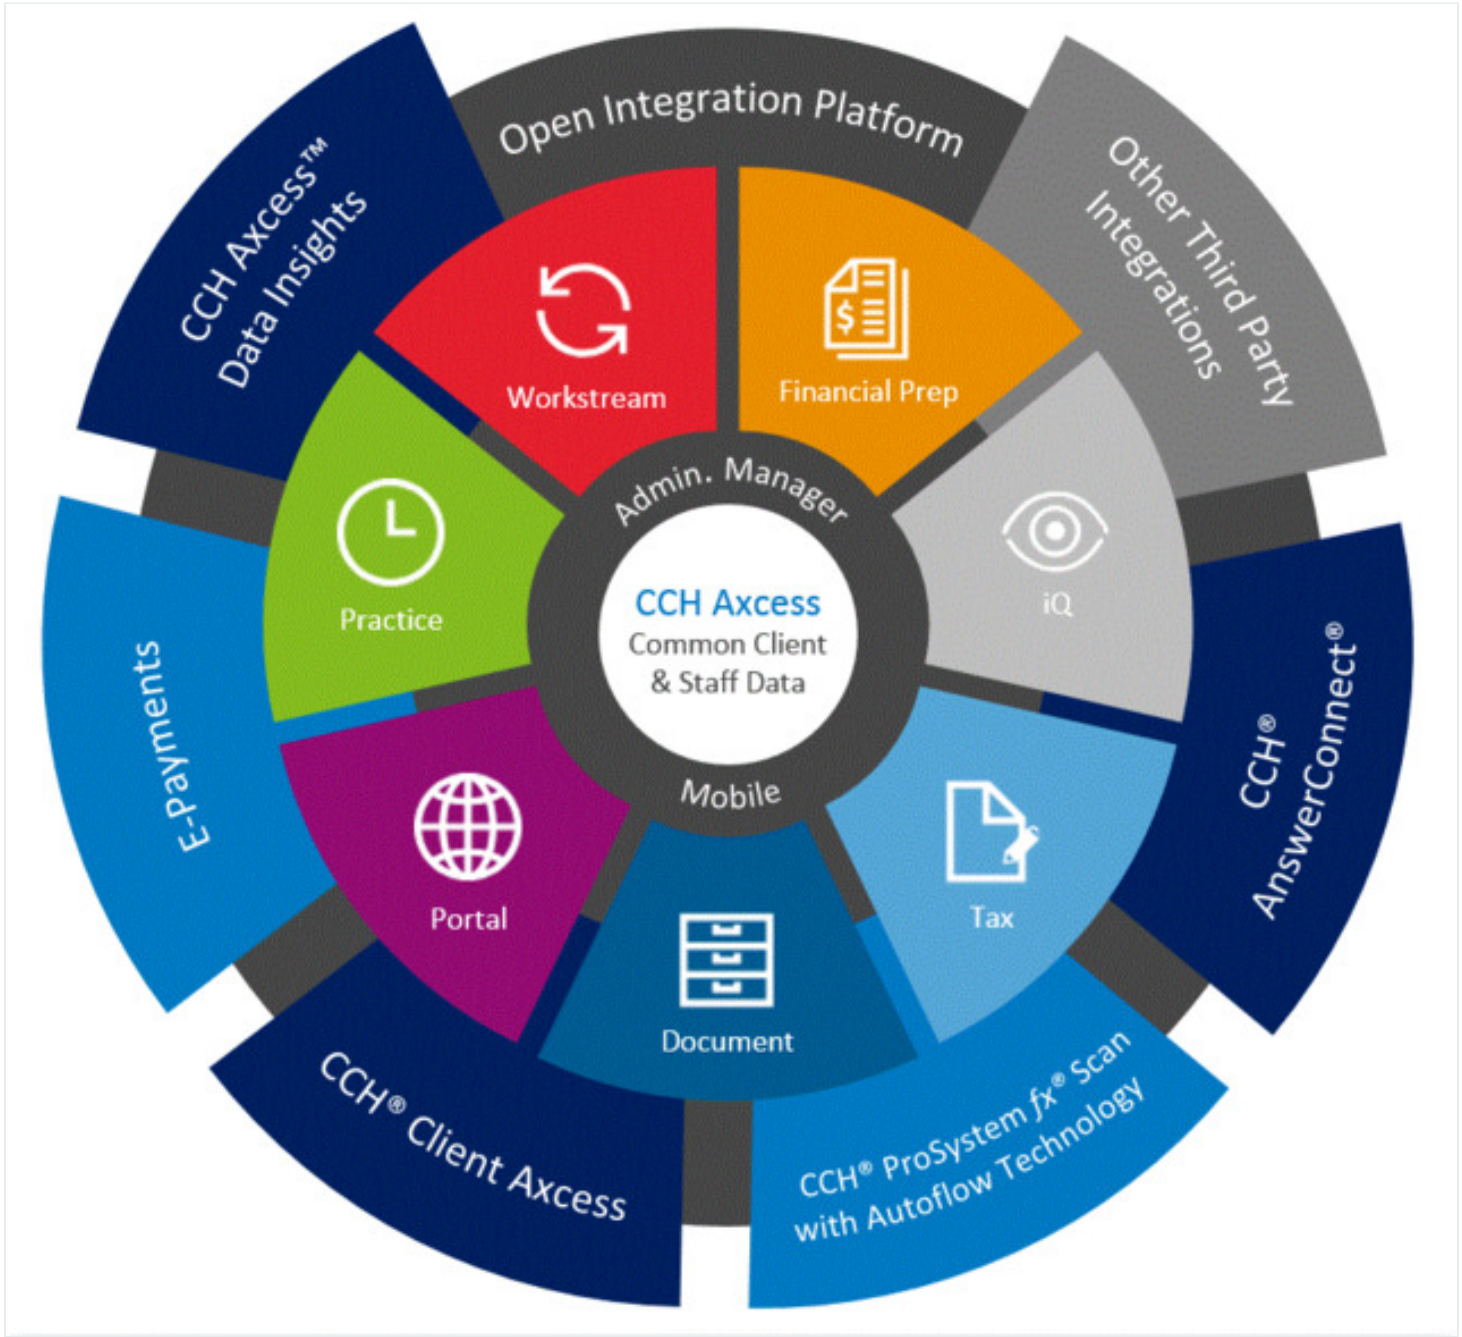 Open Integration Platform
CCH Axcess™
Data Insights
Other Third Party
Integrations
Workstream
Financial Prep
Admin. Manager
Practice
iQ
CCH Axcess
Common Client
& Staff Data
E-Payments
CCH®
AnswerConnect®
Mobile
Portal
Tax
Document
CCH® Client Axcess
CCH® ProSystem fx® Scan
with Autoflow Technology
$